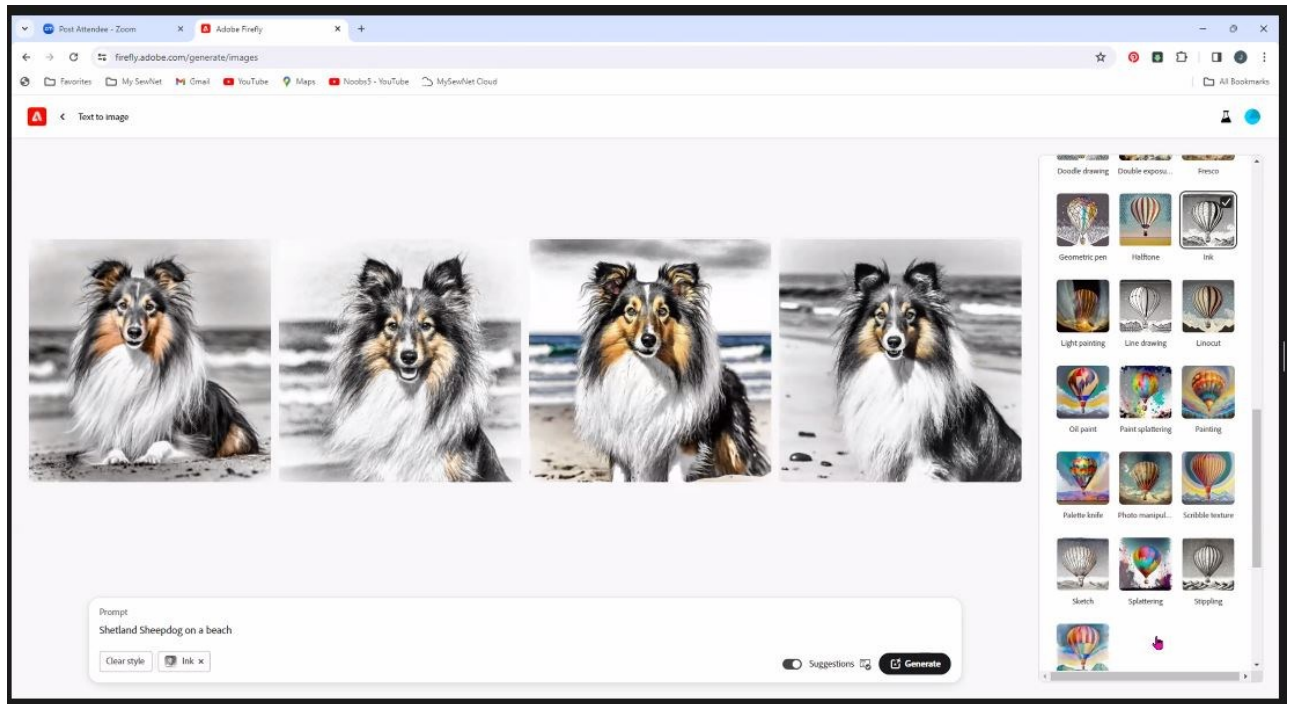 Post Attendee - Zoom
Adobe Firefly
firefly.adobe.com/generate/images
Favorites My SewNet Gmail YouTube Maps Noobs5 - YouTube MySewNet Cloud All Bookmarks
Text to image
Doodle drawing Double exposu... Fresco
Geometric pen Halftone Ink
Light painting Line drawing Linocut
Oil paint Paint splattering Painting
Palette knife Photo manipul... Scribble texture
Sketch Splattering Stippling
Prompt
Shetland Sheepdog on a beach
Clear style Ink Suggestions Generate